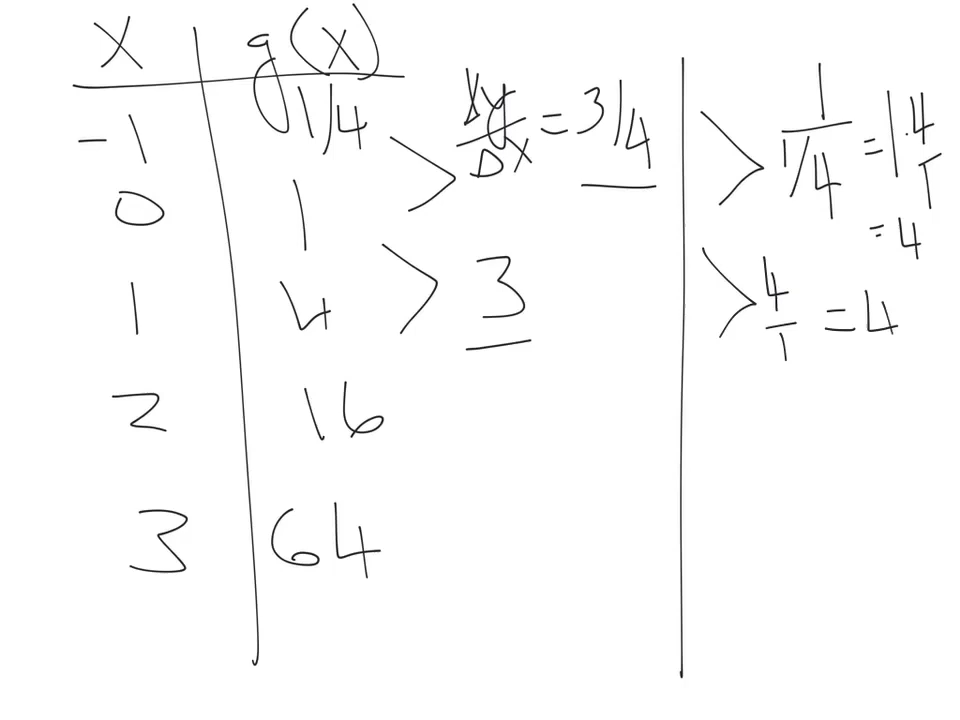 x g(x)
-1 1/4
Δy/Δx = 3/4
> 1/(1/4) = 1·4/1
= 4
0 1
1 4
3
> 4/1 = 4
2 16
3 64